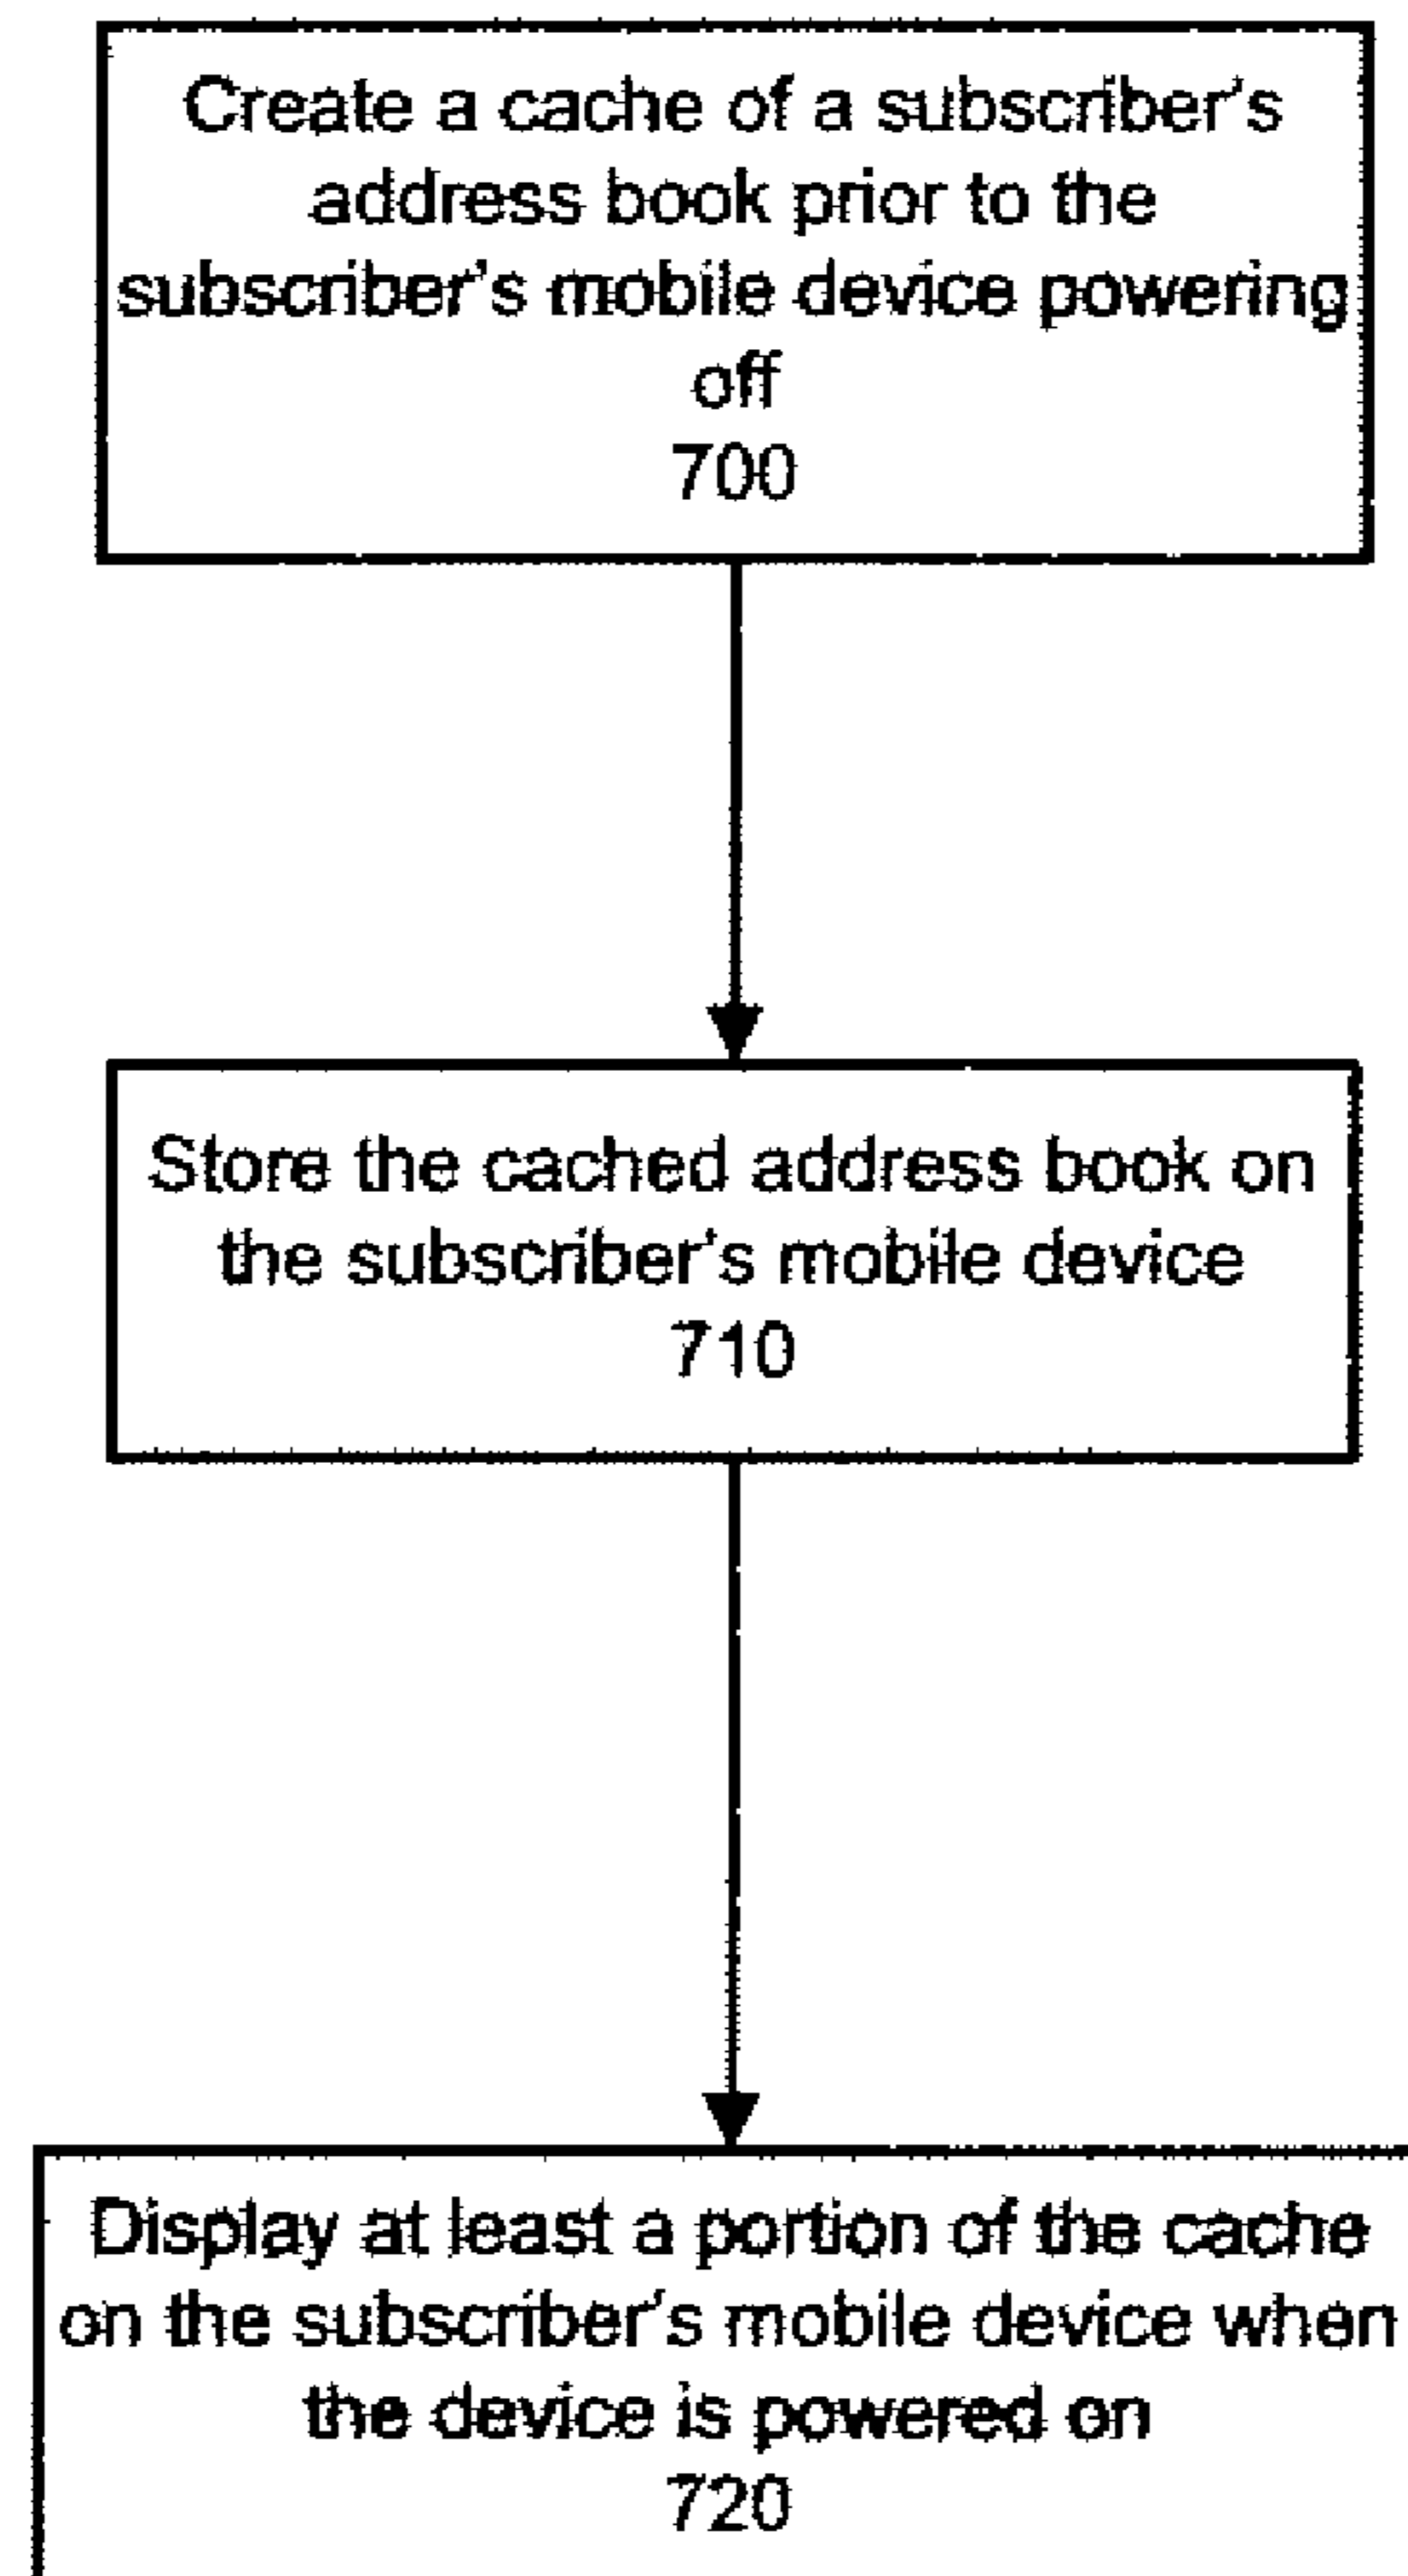 Create a cache of a subscriber's
address book prior to the
subscriber's mobile device powering
off
700
Store the cached address book on
the subscriber's mobile device
710
Display at least a portion of the cache
on the subscriber's mobile device when
the device is powered on
720